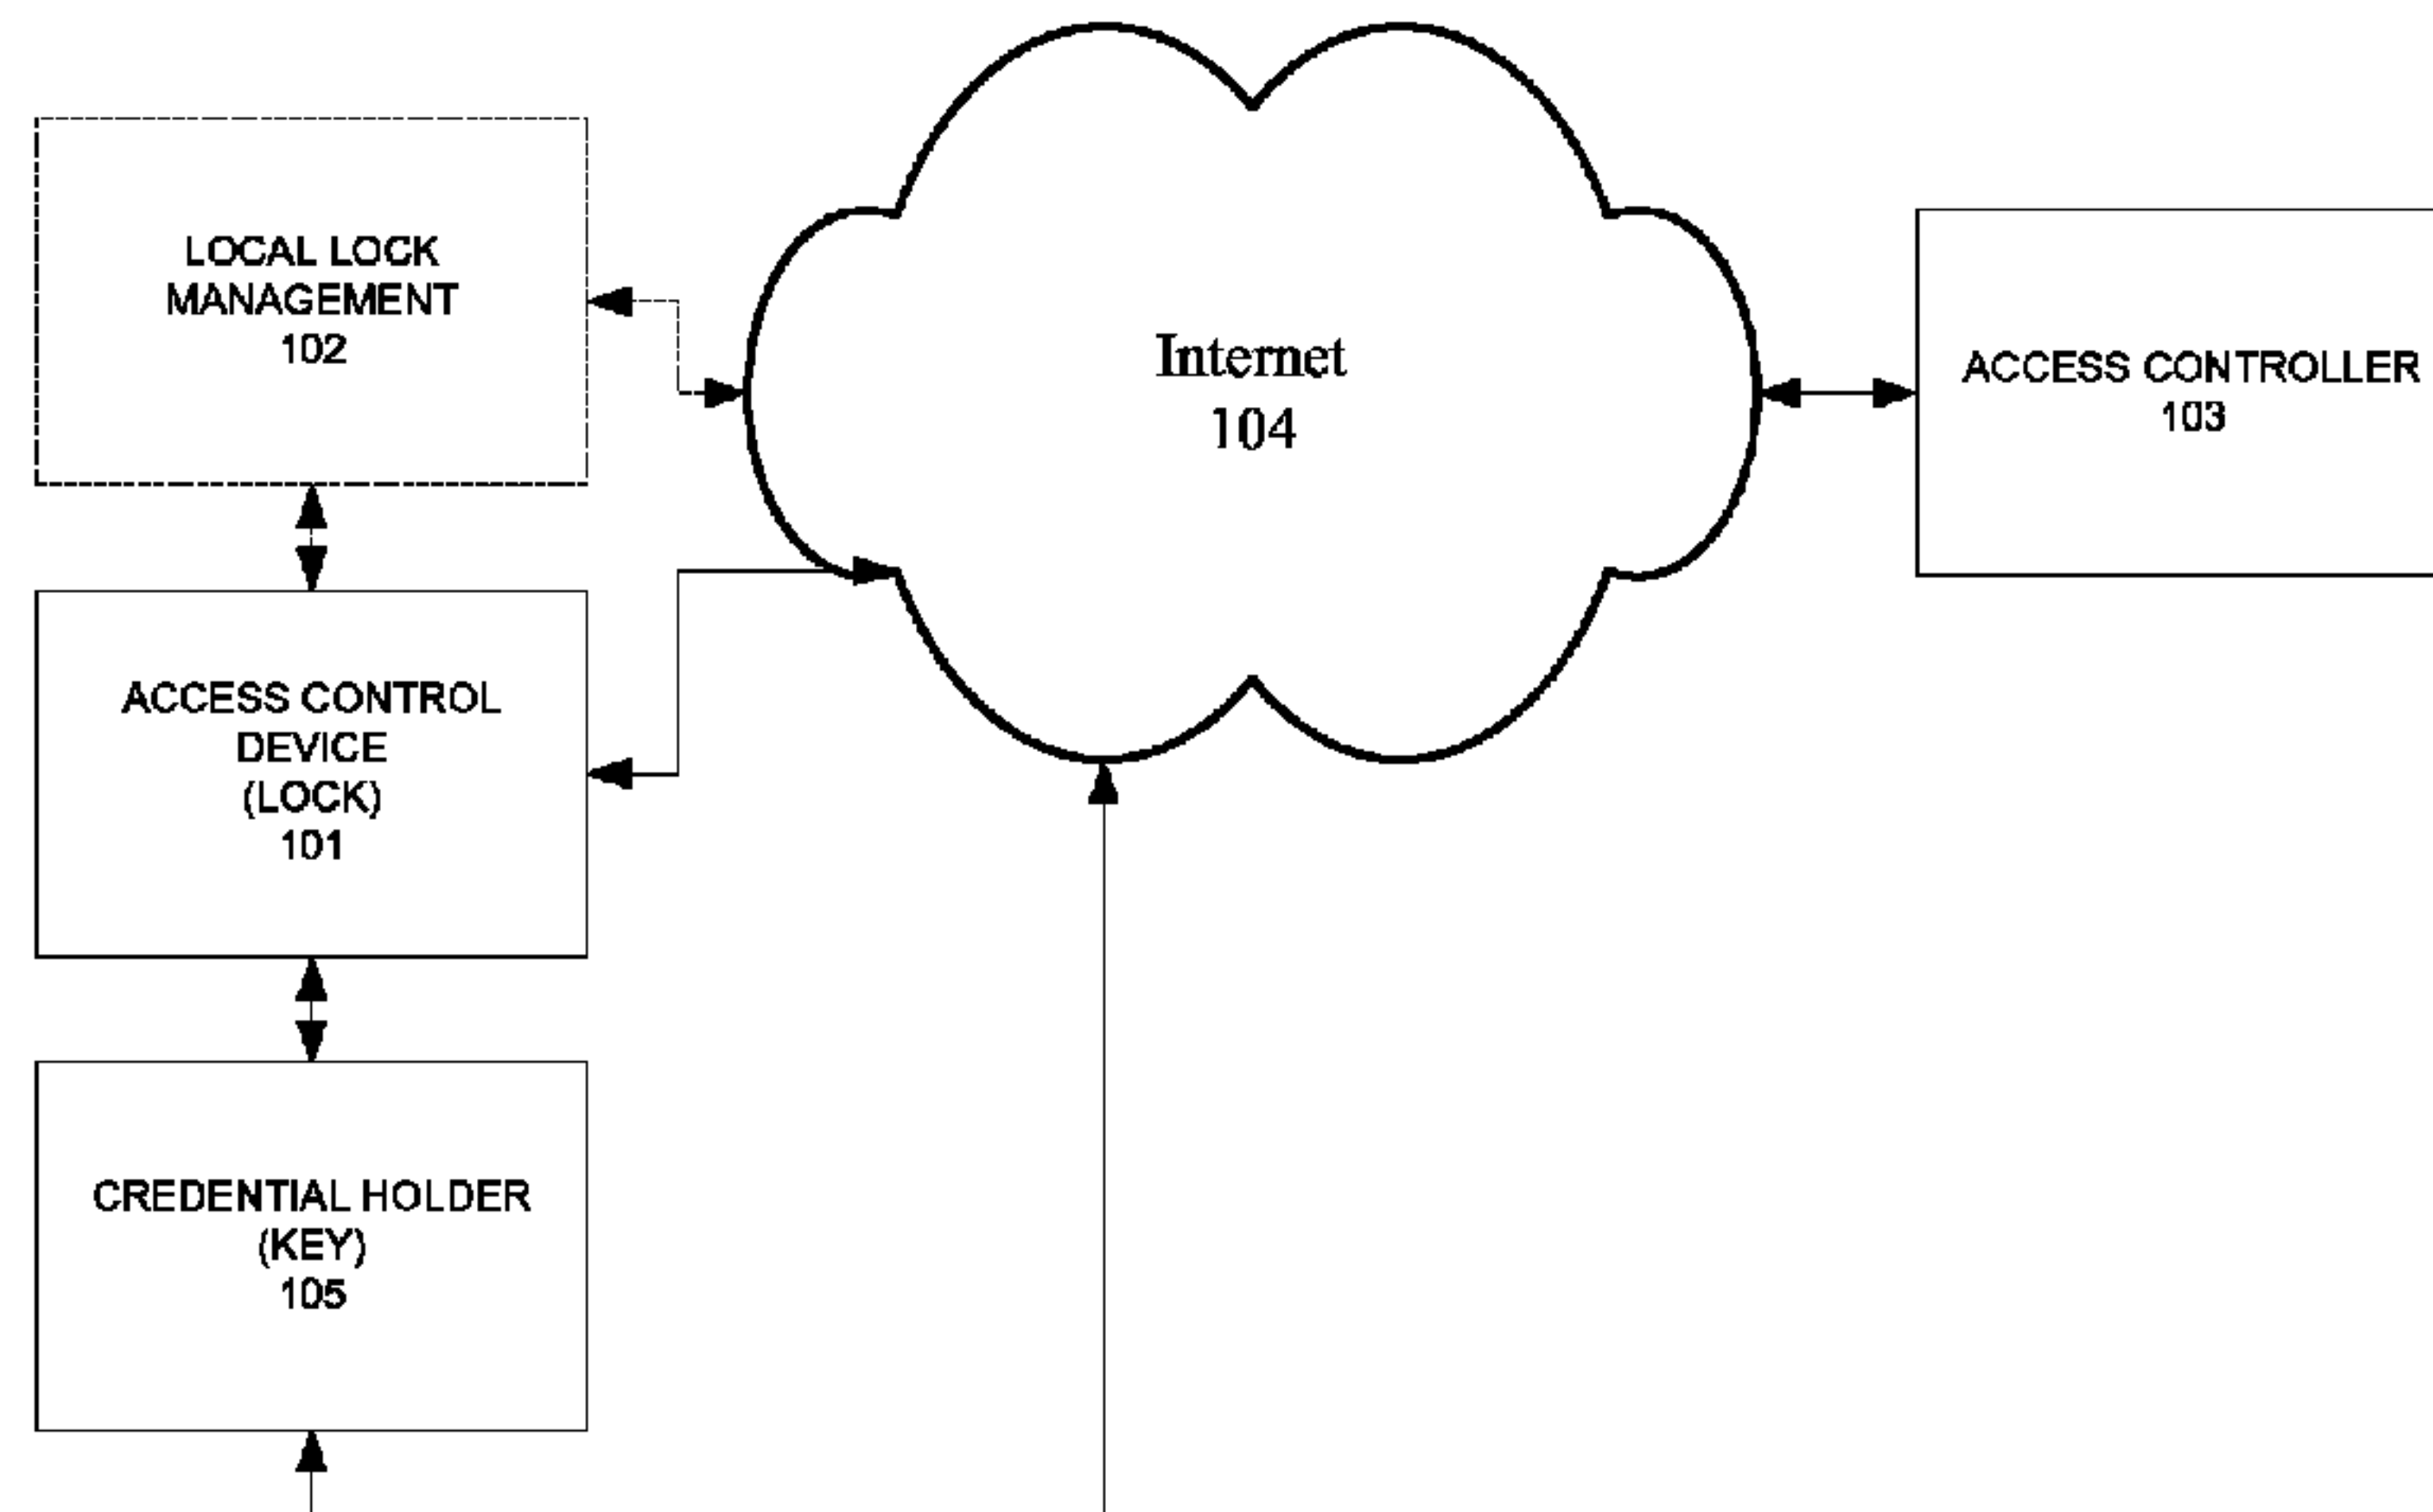 LOCAL LOCK
MANAGEMENT
102
Internet
104
ACCESS CONTROLLER
103
ACCESS CONTROL
DEVICE
(LOCK)
101
CREDENTIAL HOLDER
(KEY)
105